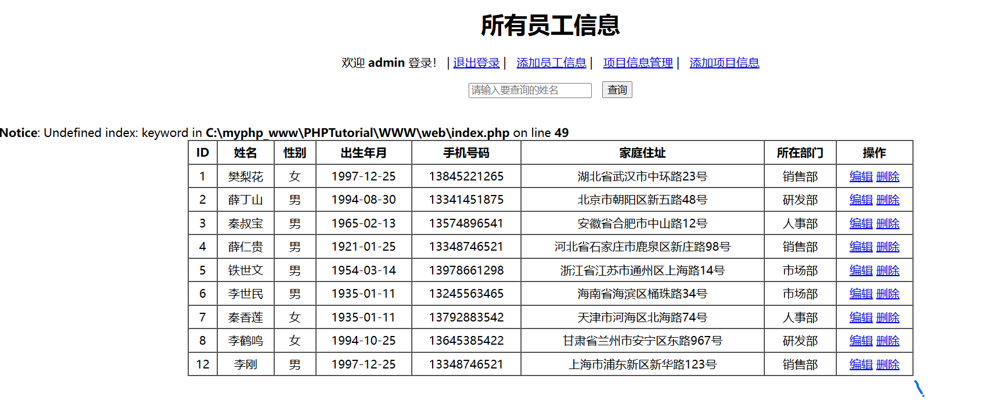 所有员工信息
欢迎 admin 登录! | 退出登录 | 添加员工信息 | 项目信息管理 | 添加项目信息
请输入要查询的姓名 查询
Notice: Undefined index: keyword in C:\myphp_www\PHPTutorial\WWW\web\index.php on line 49
ID 姓名 性别 出生年月 手机号码 家庭住址 所在部门 操作
1 樊梨花 女 1997-12-25 13845221265 湖北省武汉市中环路23号 销售部 编辑 删除
2 薛丁山 男 1994-08-30 13341451875 北京市朝阳区新五路48号 研发部 编辑 删除
3 秦叔宝 男 1965-02-13 13574896541 安徽省合肥市中山路12号 人事部 编辑 删除
4 薛仁贵 男 1921-01-25 13348746521 河北省石家庄市鹿泉区新庄路98号 销售部 编辑 删除
5 铁世文 男 1954-03-14 13978661298 浙江省江苏市通州区上海路14号 市场部 编辑 删除
6 李世民 男 1935-01-11 13245563465 海南省海滨区桶珠路34号 市场部 编辑 删除
7 秦香莲 女 1935-01-11 13792883542 天津市河海区北海路74号 人事部 编辑 删除
8 李鹤鸣 女 1994-10-25 13645385422 甘肃省兰州市安宁区东路967号 研发部 编辑 删除
12 李刚 男 1997-12-25 13348746521 上海市浦东新区新华路123号 销售部 编辑 删除